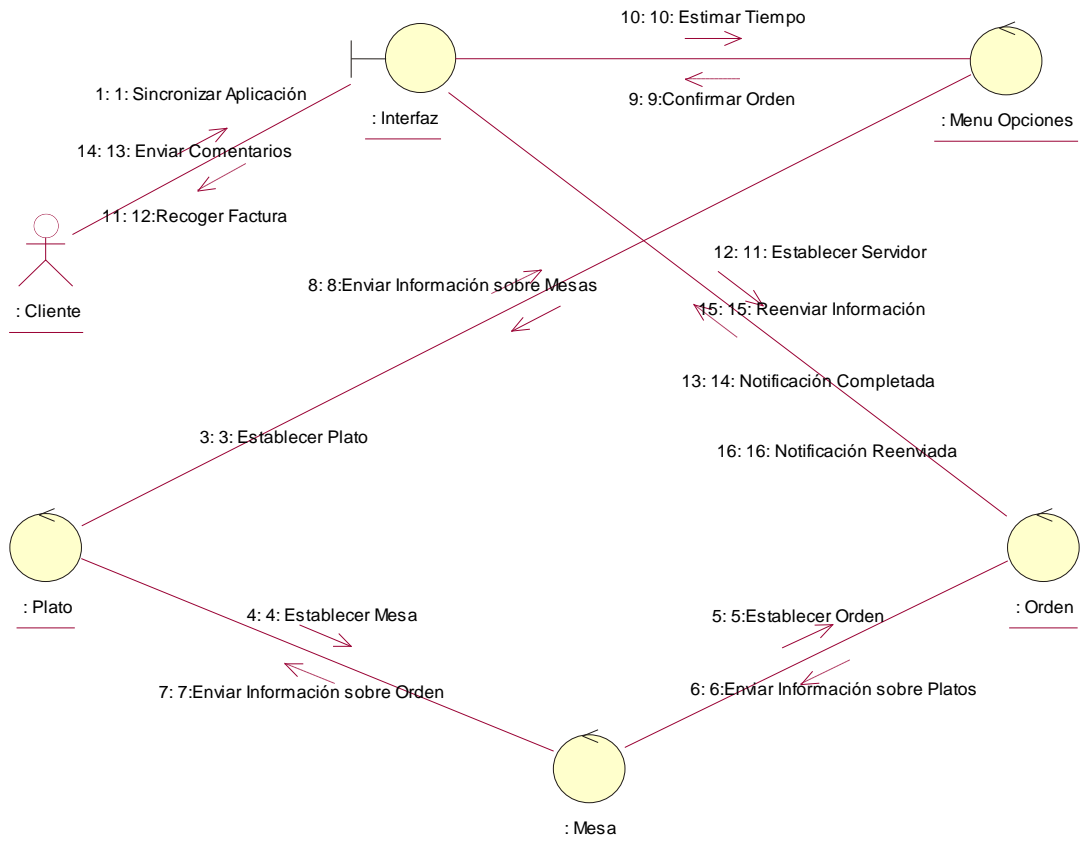 10: 10: Estimar Tiempo
1: 1: Sincronizar Aplicación
9: 9:Confirmar Orden
: Interfaz
: Menu Opciones
14: 13: Enviar Comentarios
11: 12:Recoger Factura
: Cliente
12: 11: Establecer Servidor
8: 8:Enviar Información sobre Mesas
15: 15: Reenviar Información
13: 14: Notificación Completada
3: 3: Establecer Plato
16: 16: Notificación Reenviada
: Plato
: Orden
4: 4: Establecer Mesa
5: 5:Establecer Orden
7: 7:Enviar Información sobre Orden
6: 6:Enviar Información sobre Platos
: Mesa